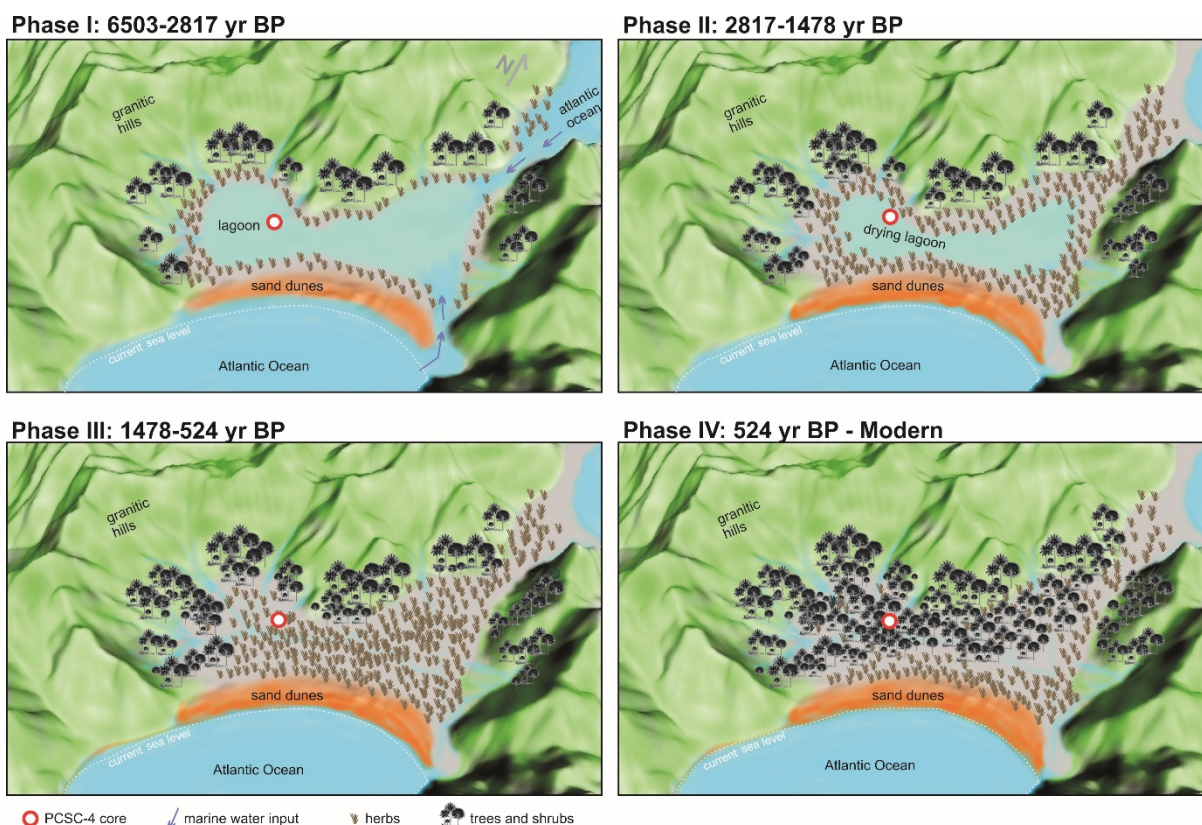 Phase I: 6503-2817 yr BP
granitic
hills
N
atlantic
ocean
lagoon
sand dunes
current sea level
Atlantic Ocean
Phase II: 2817-1478 yr BP
granitic
hills
drying lagoon
sand dunes
current sea level
Atlantic Ocean
Phase III: 1478-524 yr BP
granitic
hills
sand dunes
current sea level
Atlantic Ocean
Phase IV: 524 yr BP - Modern
granitic
hills
sand dunes
current sea level
Atlantic Ocean
PCSC-4 core marine water input herbs trees and shrubs